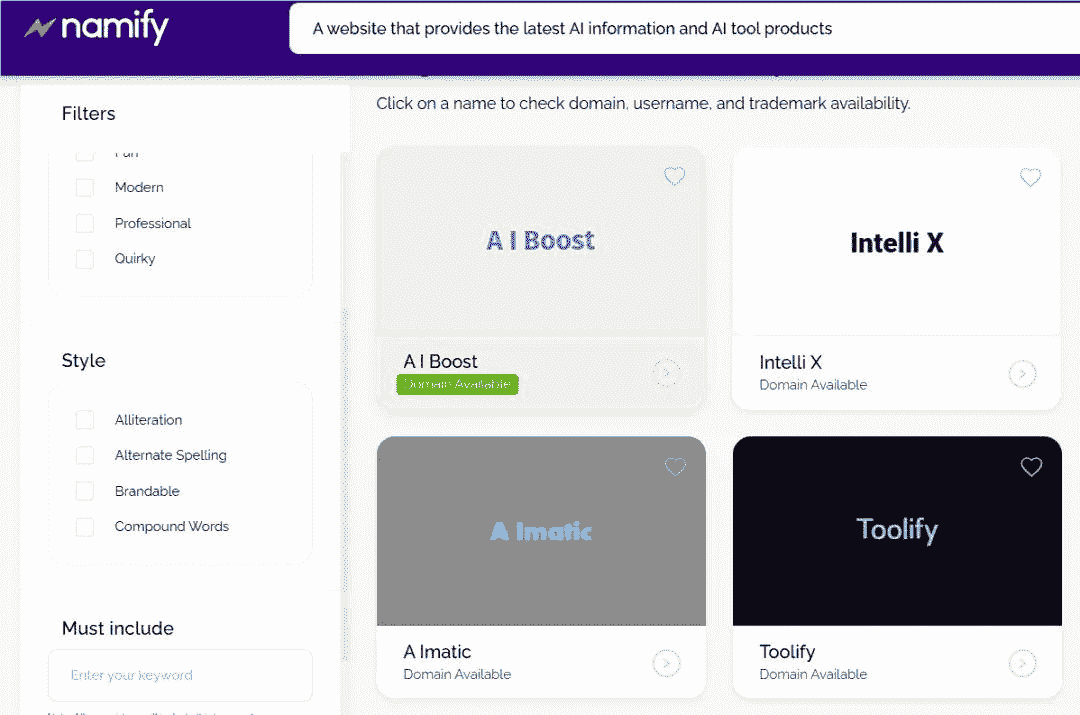 namify
A website that provides the latest AI information and AI tool products
Filters
Click on a name to check domain, username, and trademark availability.
Fun
Modern
Professional
Quirky
A I Boost
Intelli X
A I Boost
Domain Available
Intelli X
Domain Available
Style
Alliteration
Alternate Spelling
Brandable
Compound Words
A Imatic
Toolify
Must include
Enter your keyword
A Imatic
Domain Available
Toolify
Domain Available